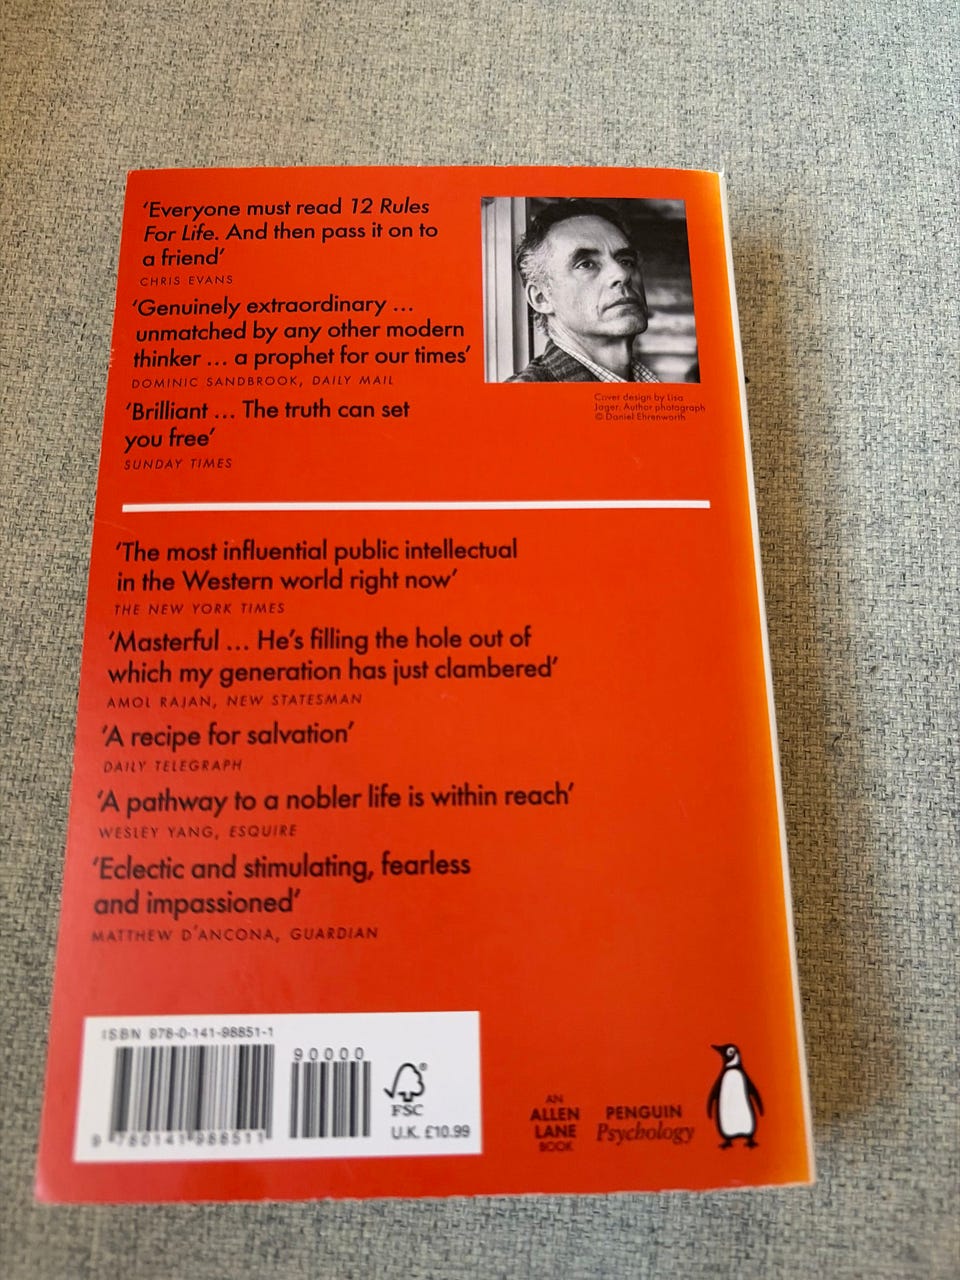 ‘Everyone must read 12 Rules
For Life. And then pass it on to
a friend’
CHRIS EVANS
‘Genuinely extraordinary ...
unmatched by any other modern
thinker ... a prophet for our times’
DOMINIC SANDBROOK, DAILY MAIL
‘Brilliant ... The truth can set
you free’
SUNDAY TIMES
Cover design by Lisa
Jager. Author photograph
© Daniel Ehrenworth
‘The most influential public intellectual
in the Western world right now’
THE NEW YORK TIMES
‘Masterful ... He’s filling the hole out of
which my generation has just clambered’
AMOL RAJAN, NEW STATESMAN
‘A recipe for salvation’
DAILY TELEGRAPH
‘A pathway to a nobler life is within reach’
WESLEY YANG, ESQUIRE
‘Eclectic and stimulating, fearless
and impassioned’
MATTHEW D’ANCONA, GUARDIAN
ISBN 978-0-141-98851-1
90000
9 780141 988511
FSC®
U.K. £10.99
AN
ALLEN
LANE
BOOK
PENGUIN
Psychology